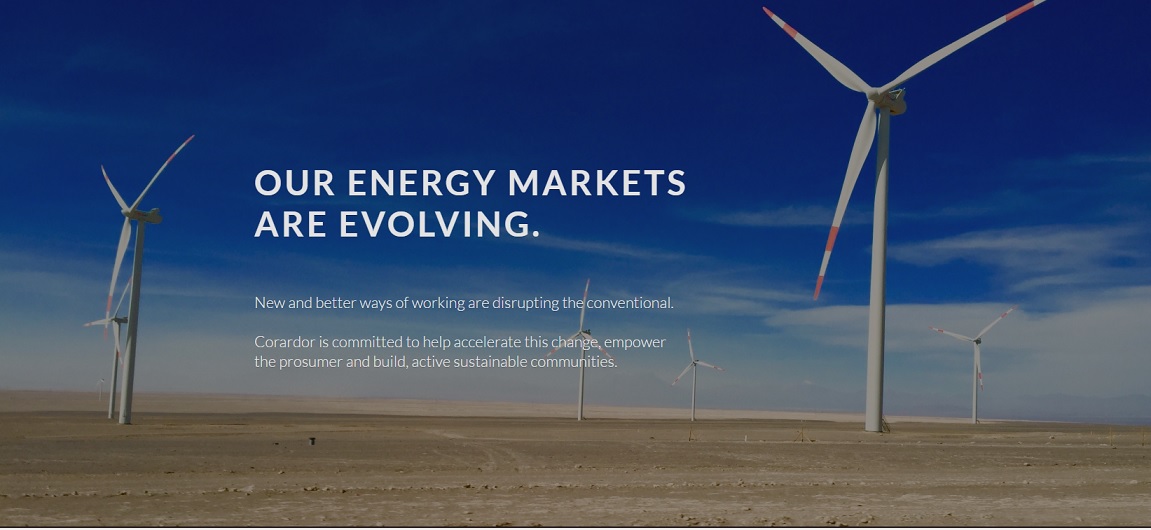 OUR ENERGY MARKETS
ARE EVOLVING.
New and better ways of working are disrupting the conventional.
Corardor is committed to help accelerate this change, empower
the prosumer and build, active sustainable communities.